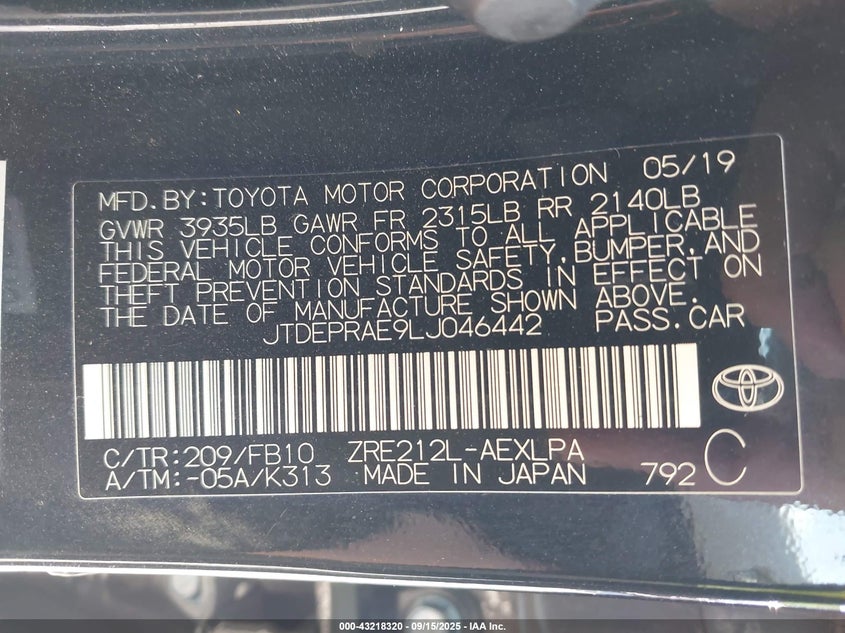 MFD.BY:TOYOTA MOTOR CORPORATION 05/19
GVWR 3935LB GAWR FR 2315LB RR 2140LB
THIS VEHICLE CONFORMS TO ALL APPLICABLE
FEDERAL MOTOR VEHICLE SAFETY,BUMPER,AND
THEFT PREVENTION STANDARDS IN EFFECT ON
THE DATE OF MANUFACTURE SHOWN ABOVE.
JTDEPRAE9LJ046442 PASS.CAR
C/TR:209/FB10 ZRE212L-AEXLPA
A/TM:-05A/K313 MADE IN JAPAN 792 C
000-43218320 - 09/15/2025 - IAA Inc.